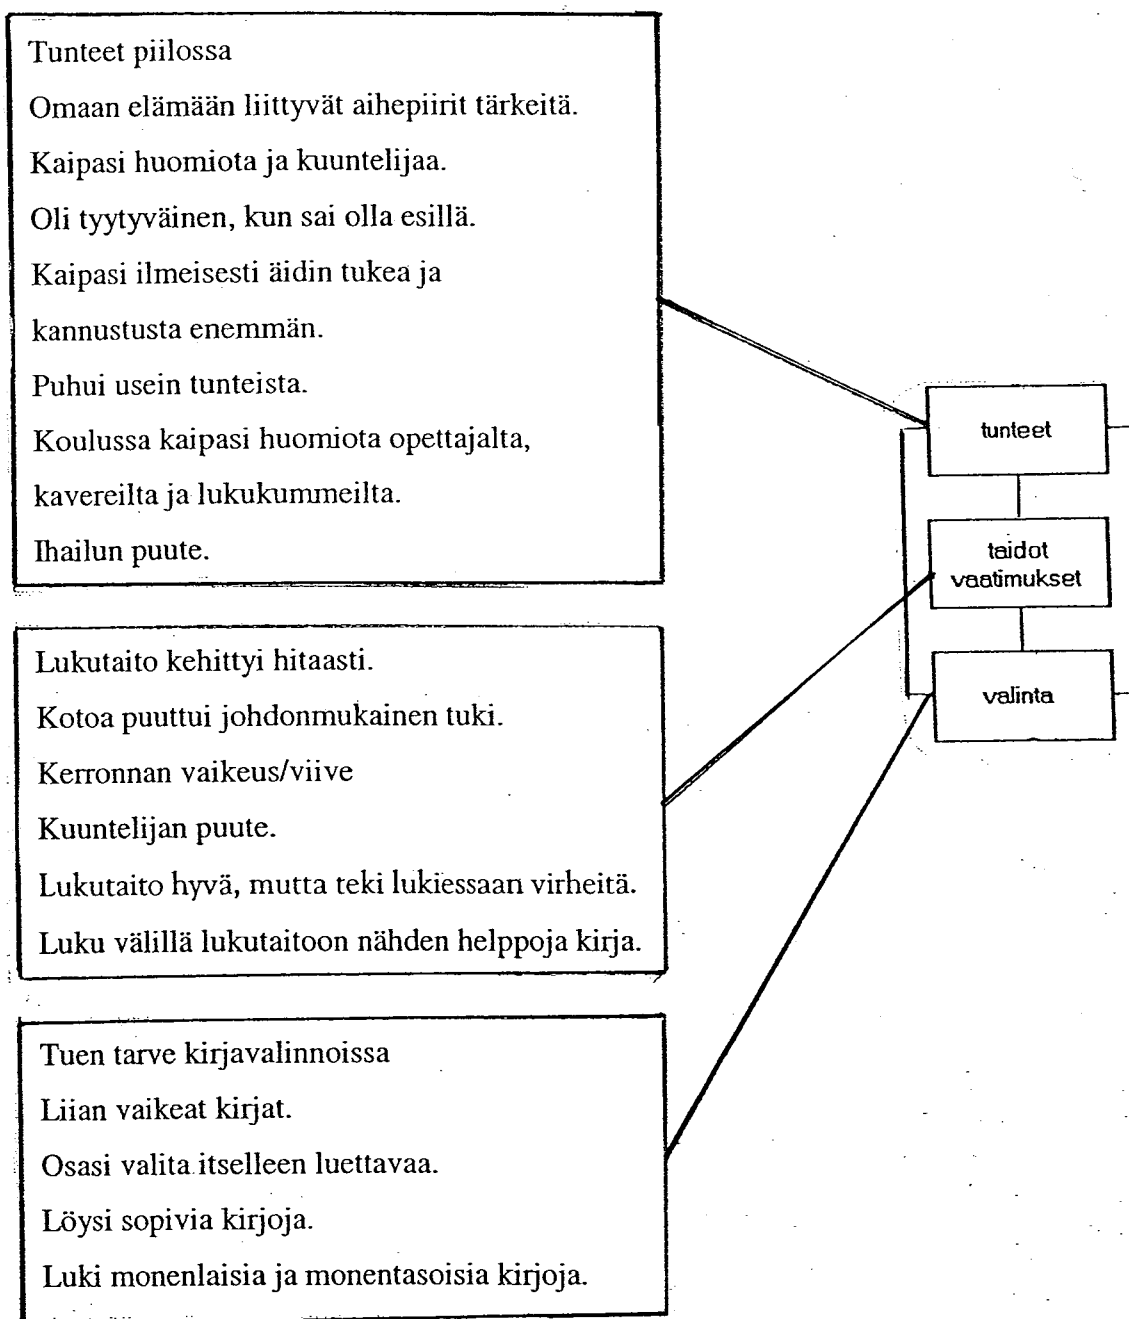 Tunteet piilossa
Omaan elämään liittyvät aihepiirit tärkeitä.
Kaipasi huomiota ja kuuntelijaa.
Oli tyytyväinen, kun sai olla esillä.
Kaipasi ilmeisesti äidin tukea ja
kannustusta enemmän.
Puhui usein tunteista.
Koulussa kaipasi huomiota opettajalta,
kavereilta ja lukukummeilta.
Ihailun puute.
Lukutaito kehittyi hitaasti.
Kotoa puuttui johdonmukainen tuki.
Kerronnan vaikeus/viive
Kuuntelijan puute.
Lukutaito hyvä, mutta teki lukiessaan virheitä.
Luku välillä lukutaitoon nähden helppoja kirja.
Tuen tarve kirjavalinnoissa
Liian vaikeat kirjat.
Osasi valita itselleen luettavaa.
Löysi sopivia kirjoja.
Luki monenlaisia ja monentasoisia kirjoja.
tunteet
taidot
vaatimukset
valinta